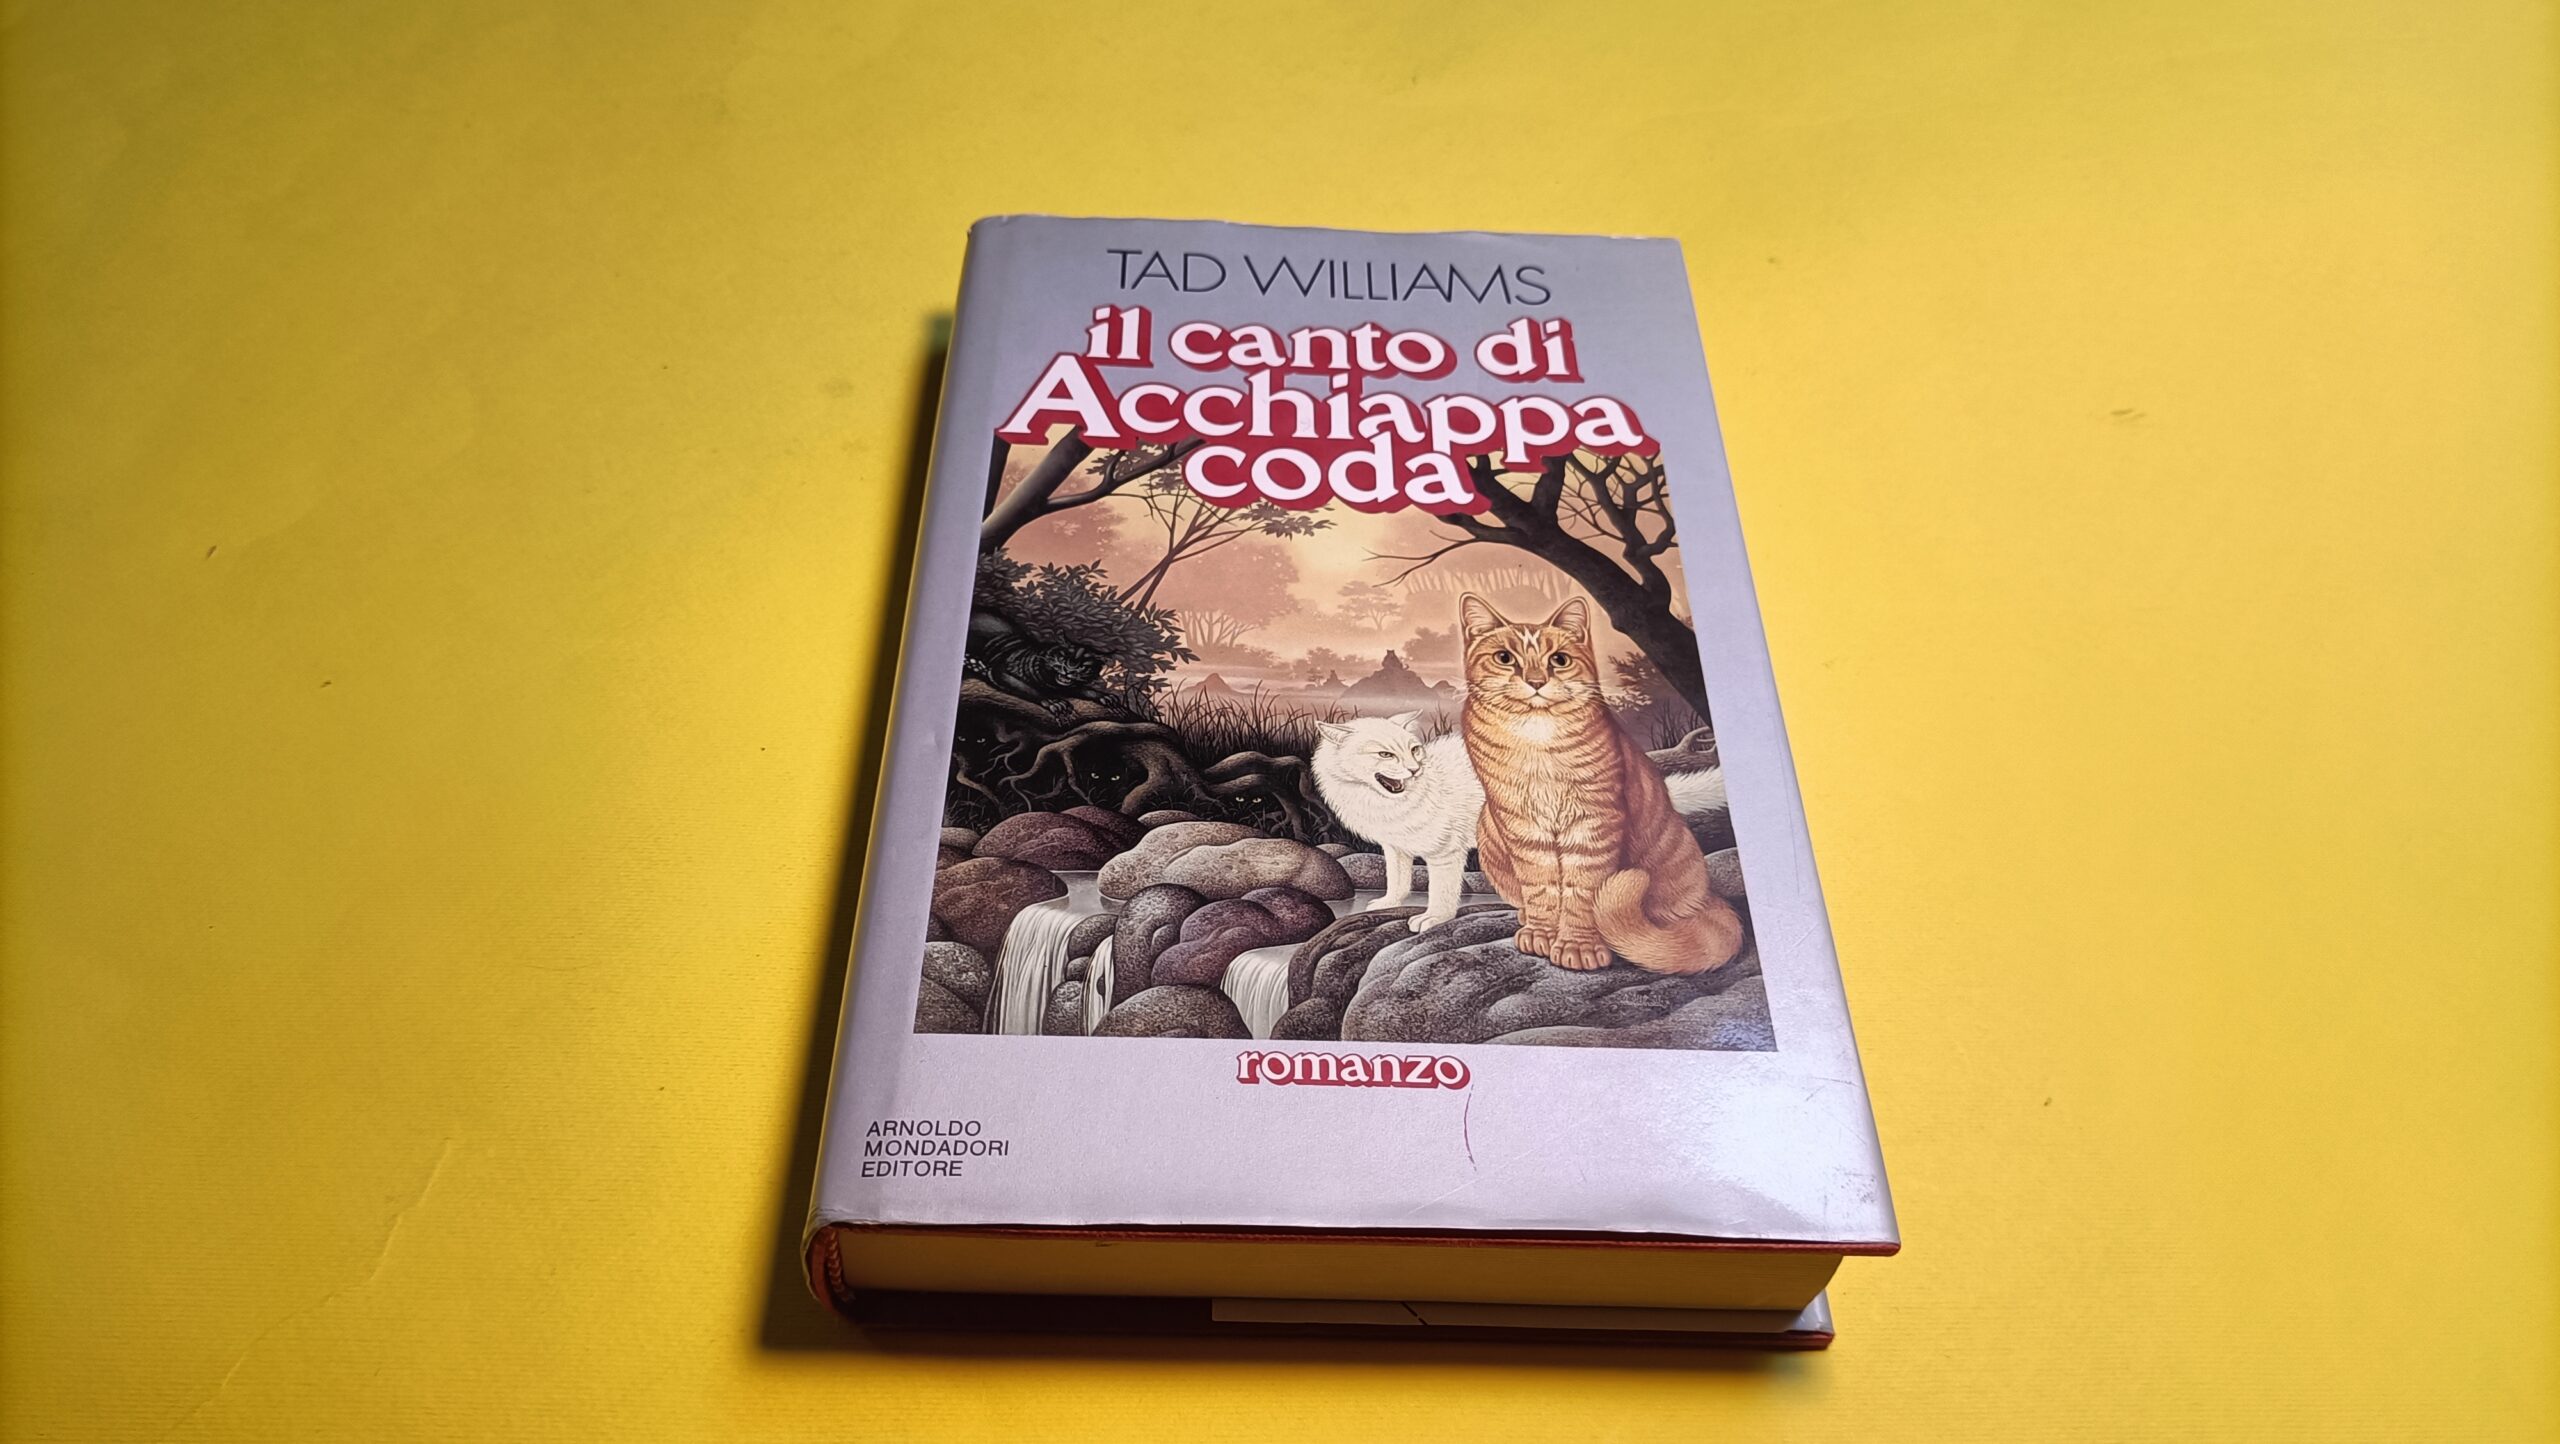 TAD WILLIAMS
il canto di
Acchiappa
coda
romanzo
ARNOLDO
MONDADORI
EDITORE